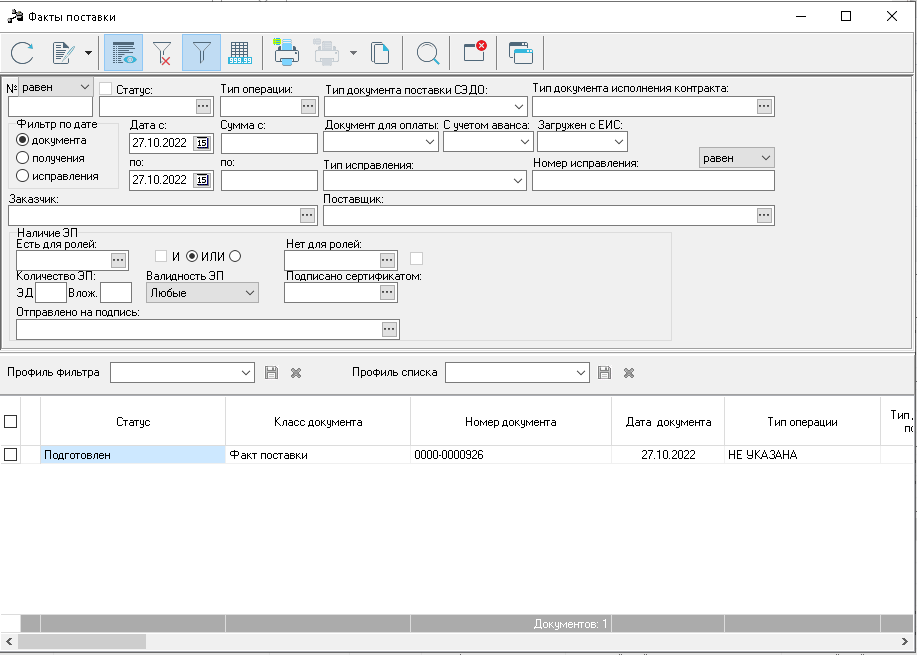 Факты поставки
№ равен
Статус:
Тип операции:
Тип документа поставки СЭДО:
Тип документа исполнения контракта:
Фильтр по дате
документа
получения
исправления
Дата с:
27.10.2022 15
по:
27.10.2022 15
Сумма с:
по:
Документ для оплаты:
С учетом аванса:
Загружен с ЕИС:
Тип исправления:
Номер исправления:
равен
Заказчик:
Поставщик:
Наличие ЭП
Есть для ролей:
И ИЛИ
Нет для ролей:
Количество ЭП:
ЭД Влож.
Валидность ЭП
Любые
Подписано сертификатом:
Отправлено на подпись:
Профиль фильтра
Профиль списка
Статус Класс документа Номер документа Дата документа Тип операции
Подготовлен Факт поставки 0000-0000926 27.10.2022 НЕ УКАЗАНА
Документов: 1